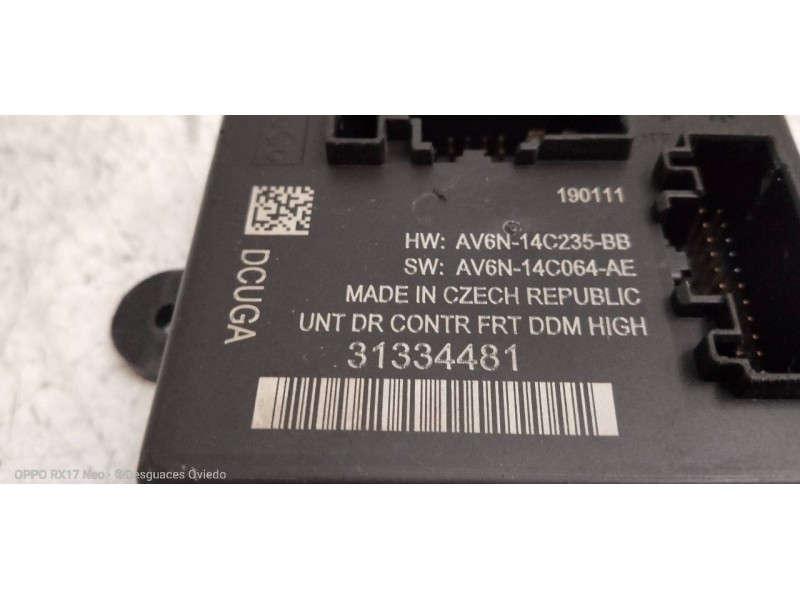 190111
HW: AV6N-14C235-BB
SW: AV6N-14C064-AE
MADE IN CZECH REPUBLIC
UNT DR CONTR FRT DDM HIGH
31334481
DCUGA
OPPO RX17 Neo · ©Desguaces Oviedo